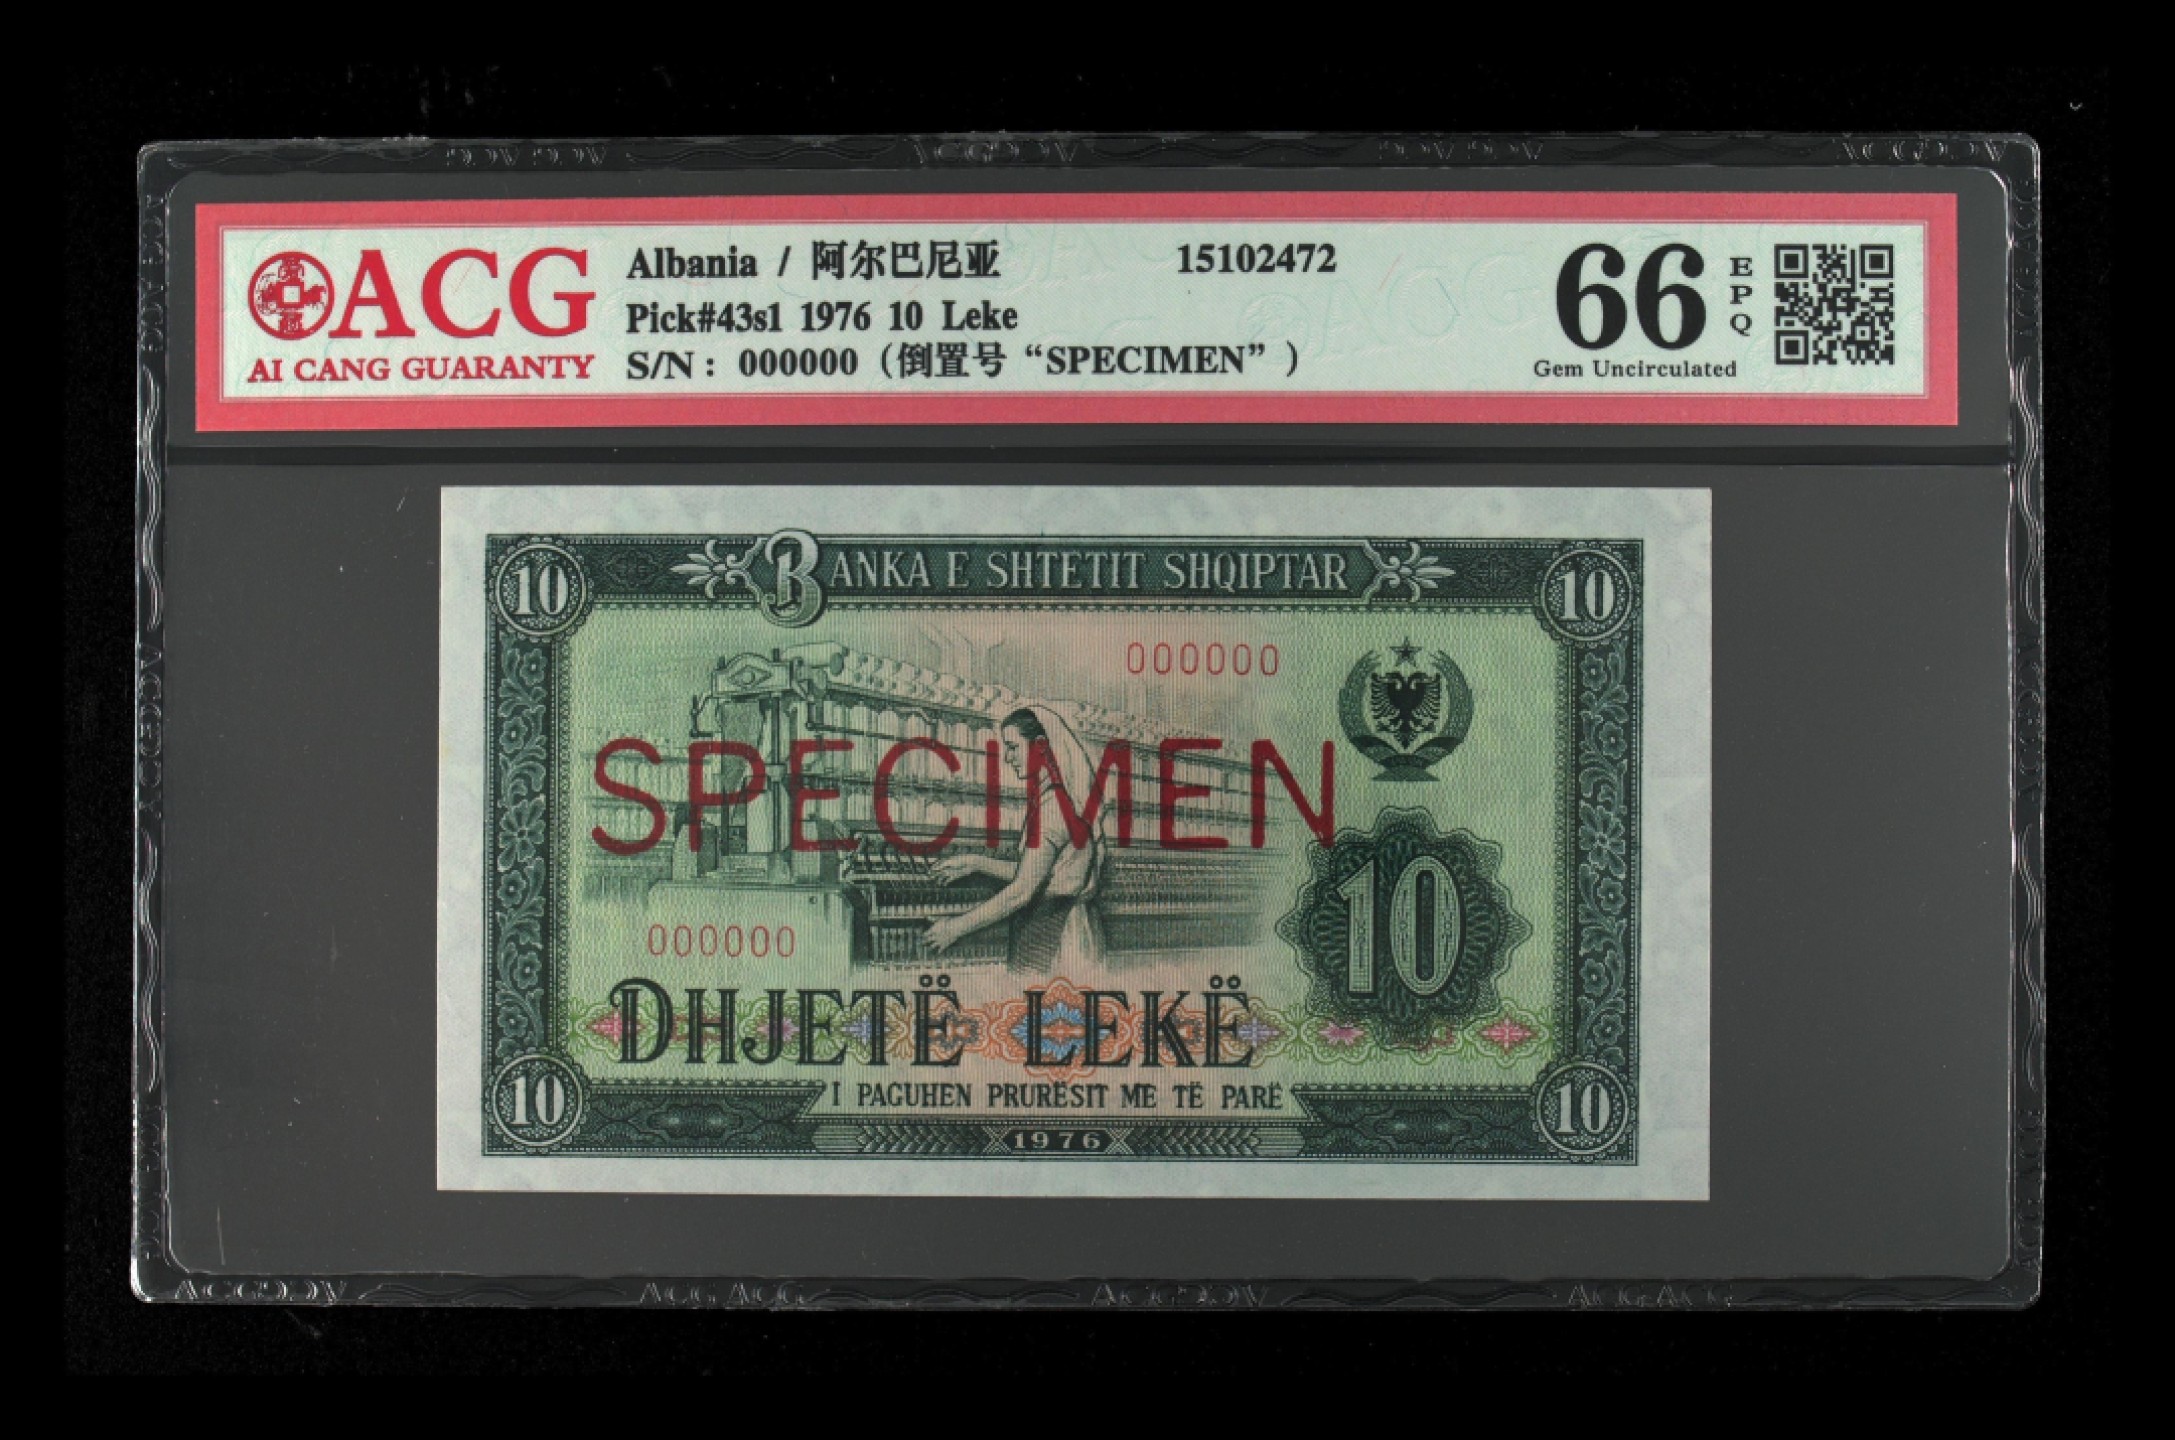 ACG
AI CANG GUARANTY
Albania / 阿尔巴尼亚 15102472
Pick#43s1 1976 10 Leke
S/N： 000000（倒置号“SPECIMEN”）
66
EPQ
Gem Uncirculated
BANKA E SHTETIT SHQIPTAR
10
10
000000
SPECIMEN
10
000000
DHJETË LEKË
10
10
I PAGUHEN PRURËSIT ME TË PARË
1976